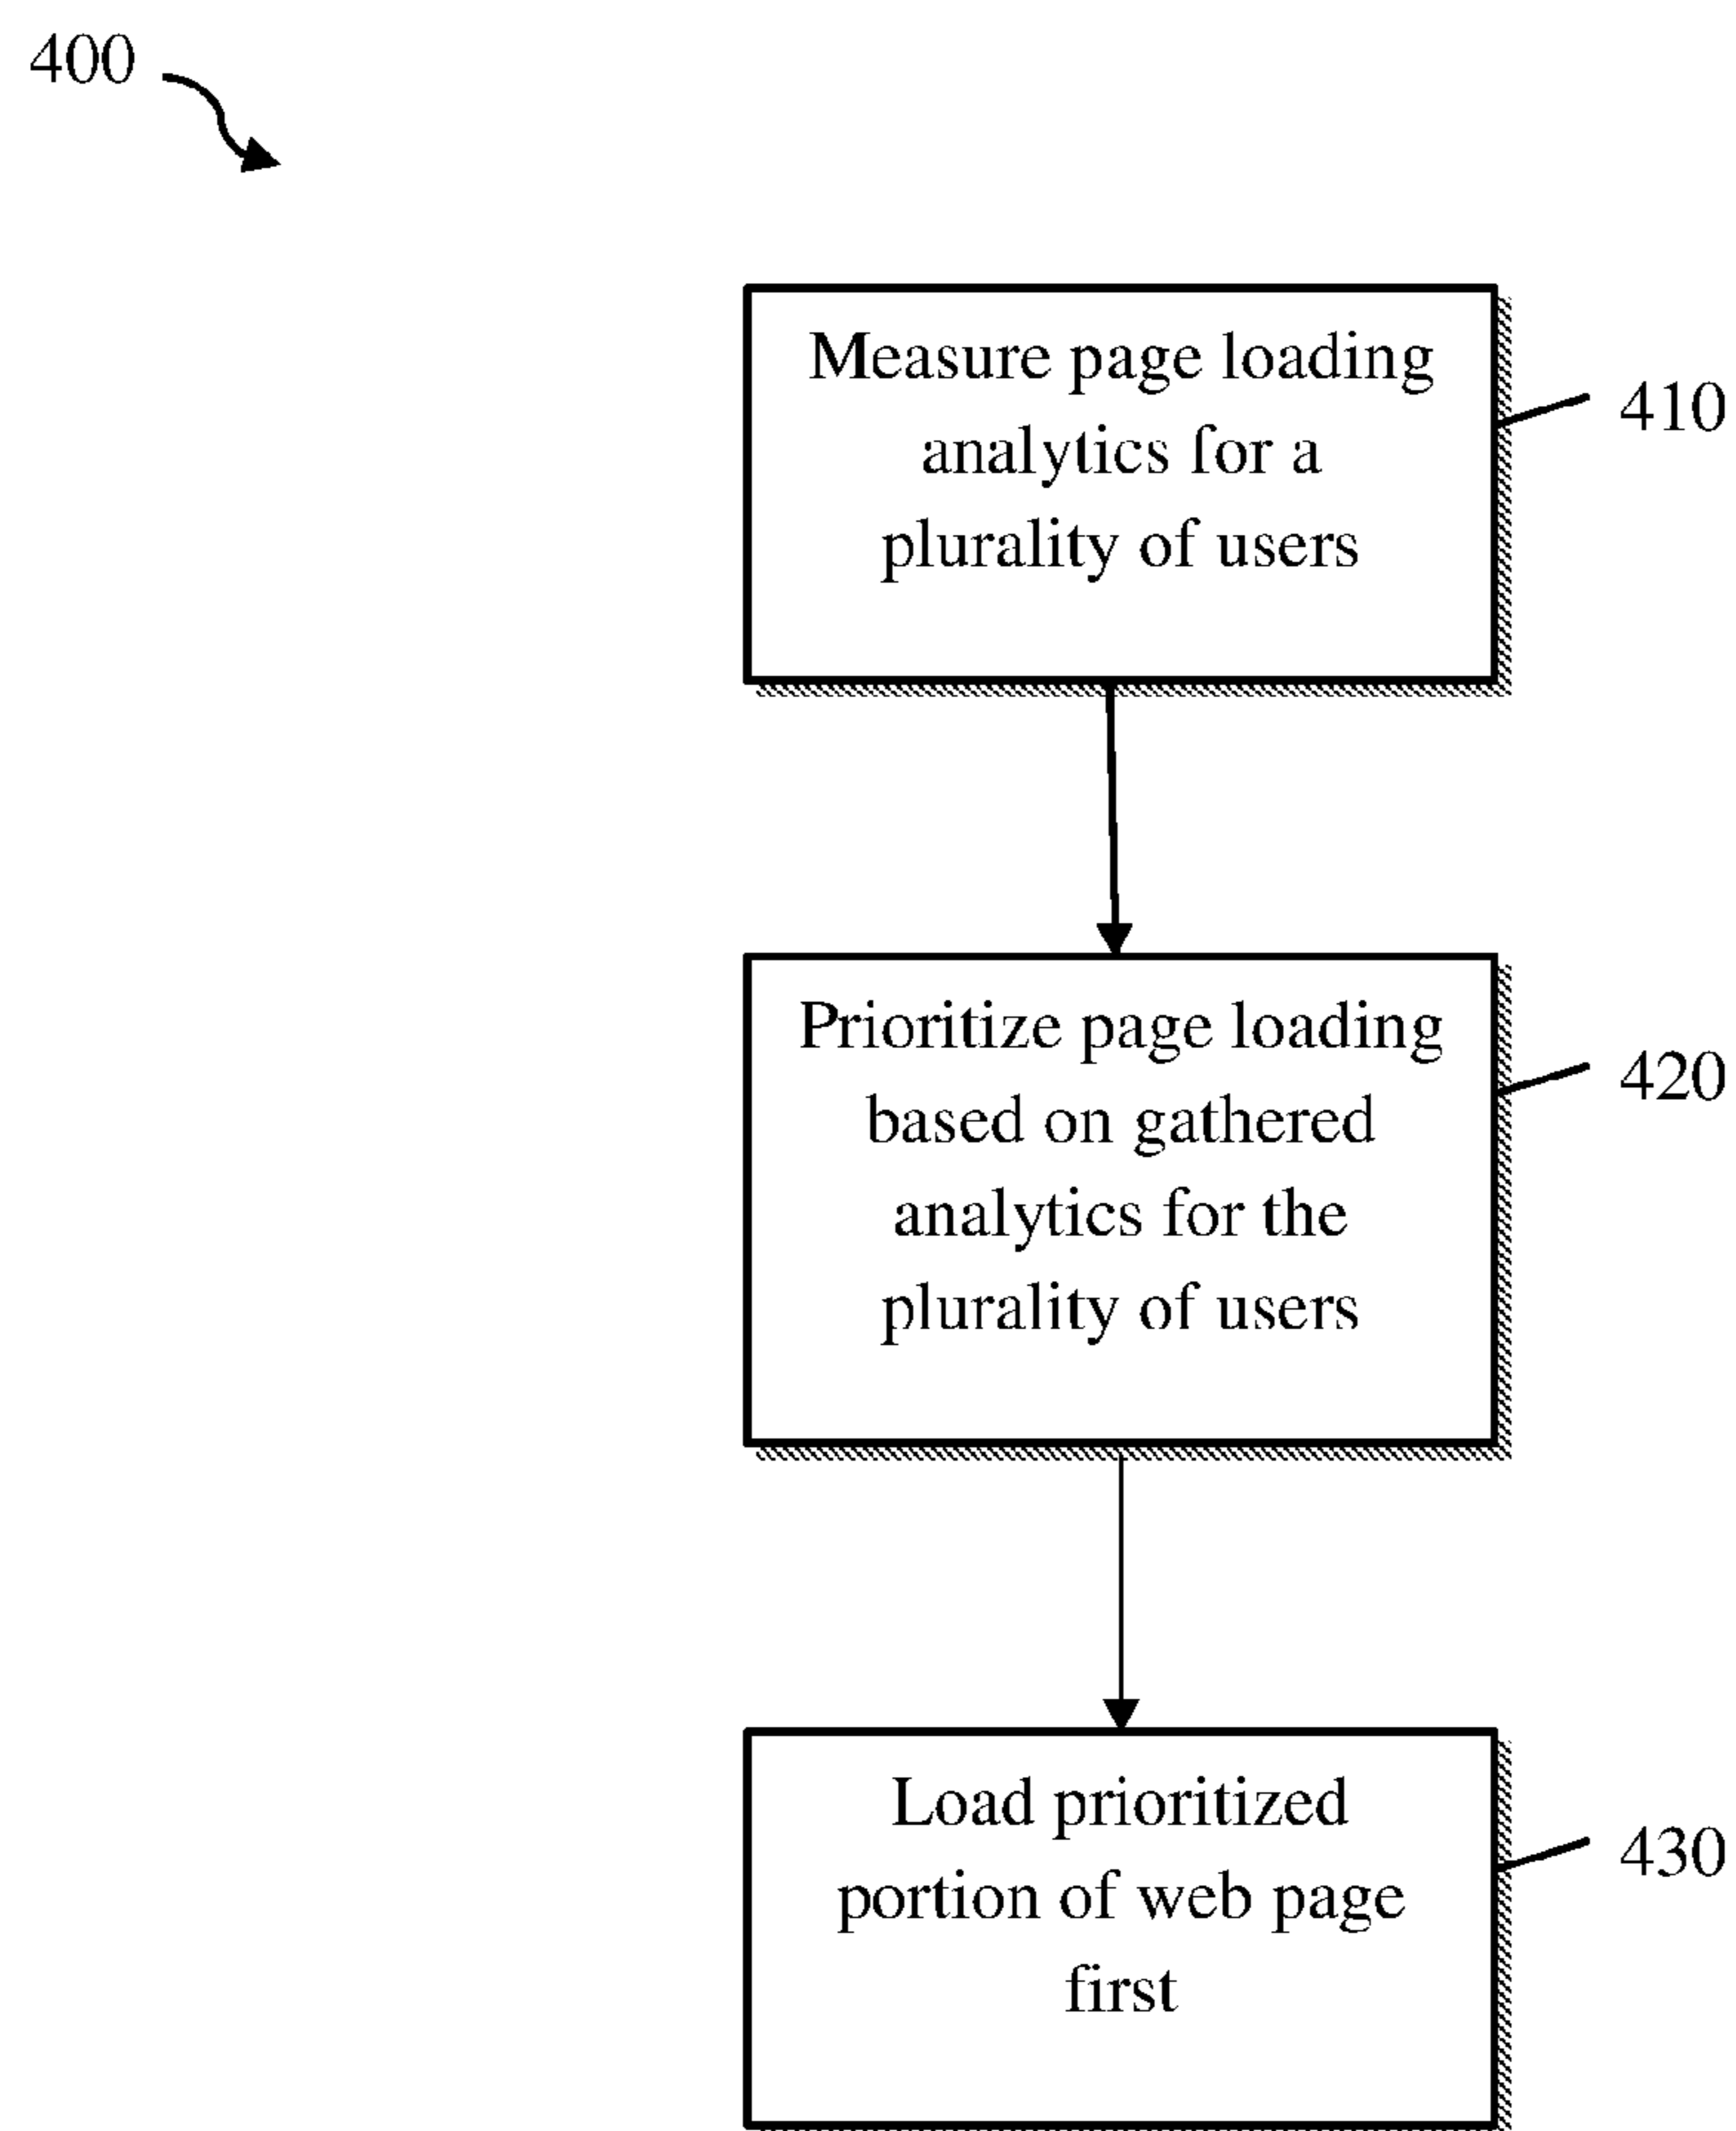 400
Measure page loading
analytics for a
plurality of users
410
Prioritize page loading
based on gathered
analytics for the
plurality of users
420
Load prioritized
portion of web page
first
430